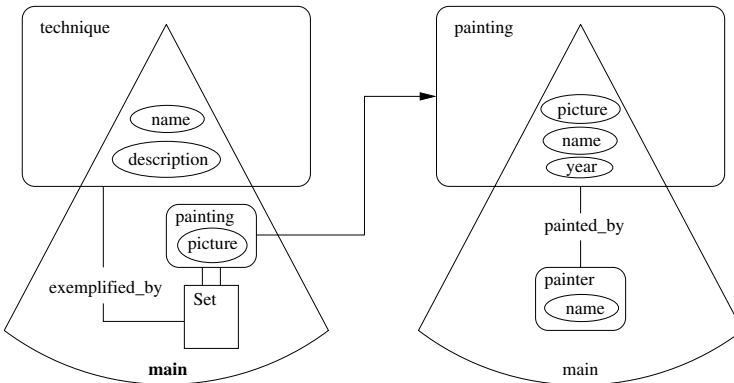 technique
name
description
painting
picture
exemplified_by
Set
main
painting
picture
name
year
painted_by
painter
name
main